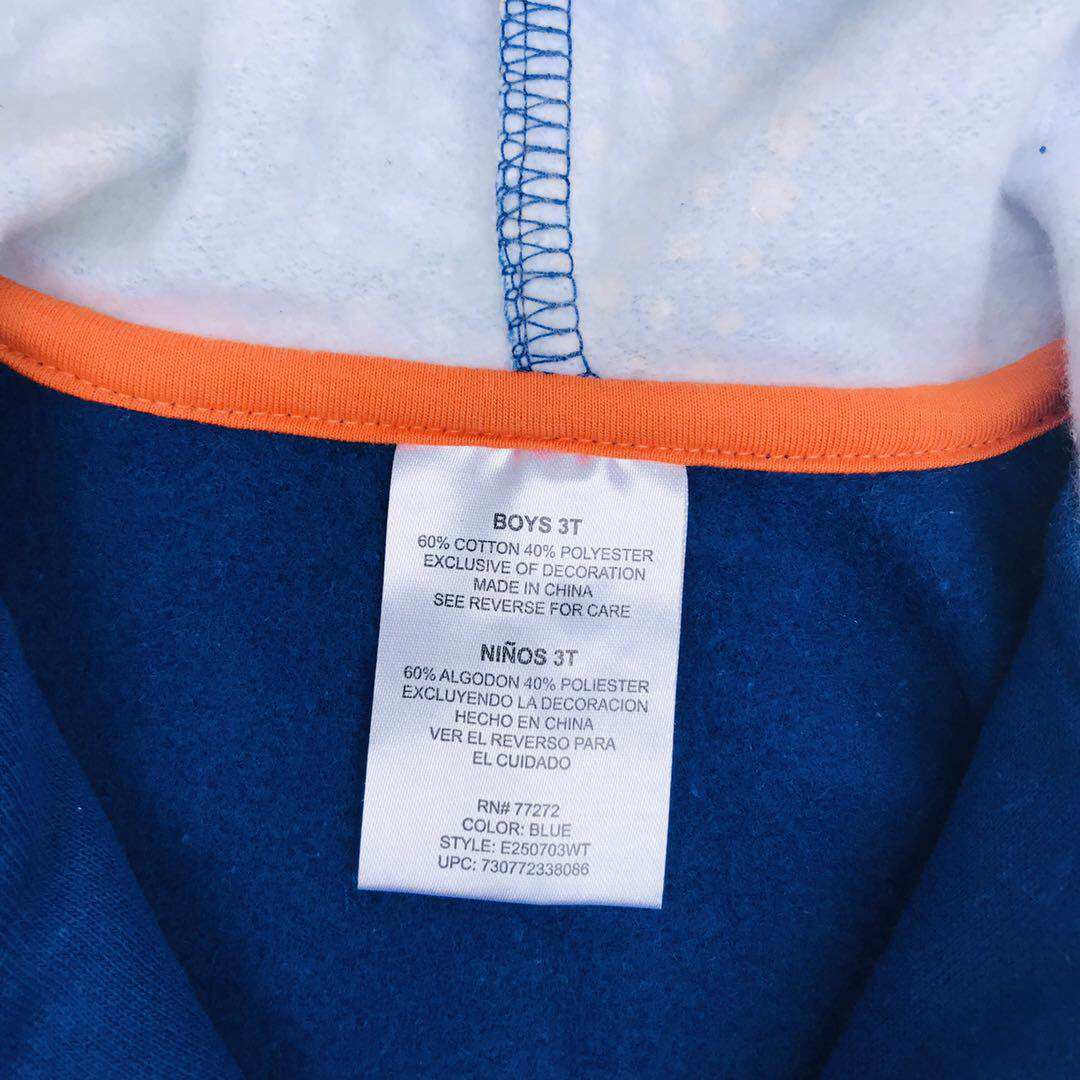 BOYS 3T
60% COTTON 40% POLYESTER
EXCLUSIVE OF DECORATION
MADE IN CHINA
SEE REVERSE FOR CARE
NIÑOS 3T
60% ALGODON 40% POLIESTER
EXCLUYENDO LA DECORACION
HECHO EN CHINA
VER EL REVERSO PARA
EL CUIDADO
RN# 77272
COLOR: BLUE
STYLE: E250703WT
UPC: 730772338086